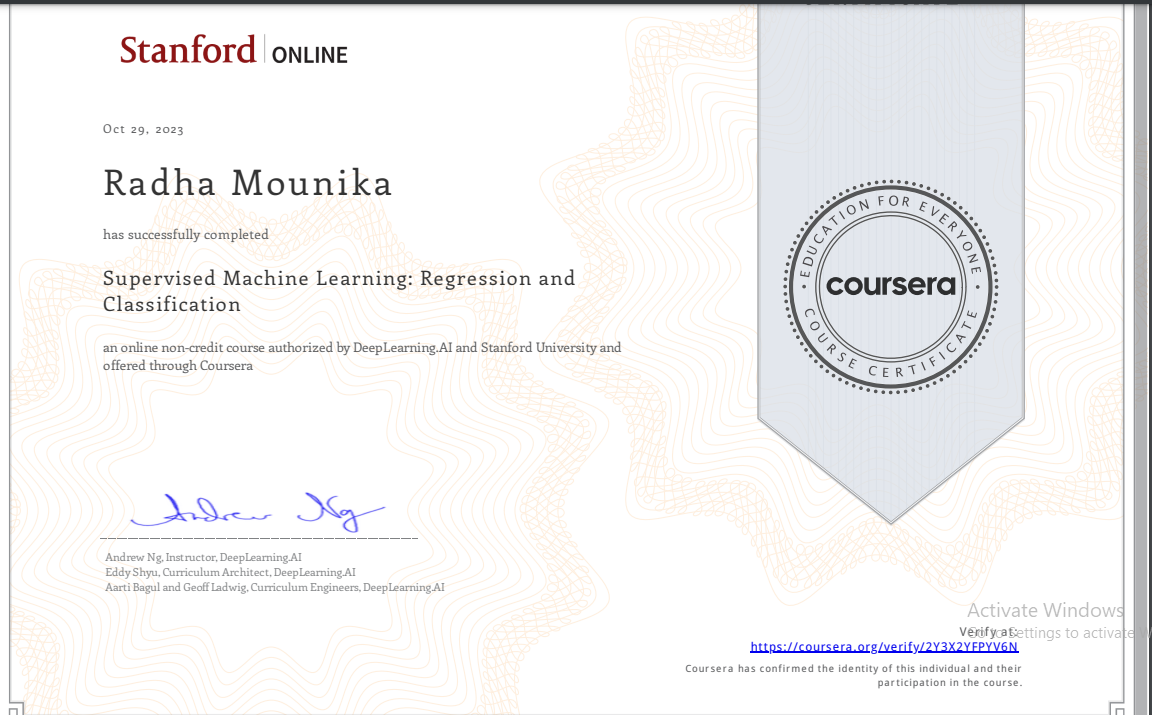 Stanford ONLINE
Oct 29, 2023
Radha Mounika
has successfully completed
Supervised Machine Learning: Regression and
Classification
an online non-credit course authorized by DeepLearning.AI and Stanford University and
offered through Coursera
EDUCATION FOR EVERYONE
coursera
COURSE CERTIFICATE
Andrew Ng
Andrew Ng, Instructor, DeepLearning.AI
Eddy Shyu, Curriculum Architect, DeepLearning.AI
Aarti Bagul and Geoff Ladwig, Curriculum Engineers, DeepLearning.AI
Activate Windows
Verify at:
Go to Settings to activate W
https://coursera.org/verify/2Y3X2YFPYV6N
Coursera has confirmed the identity of this individual and their
participation in the course.